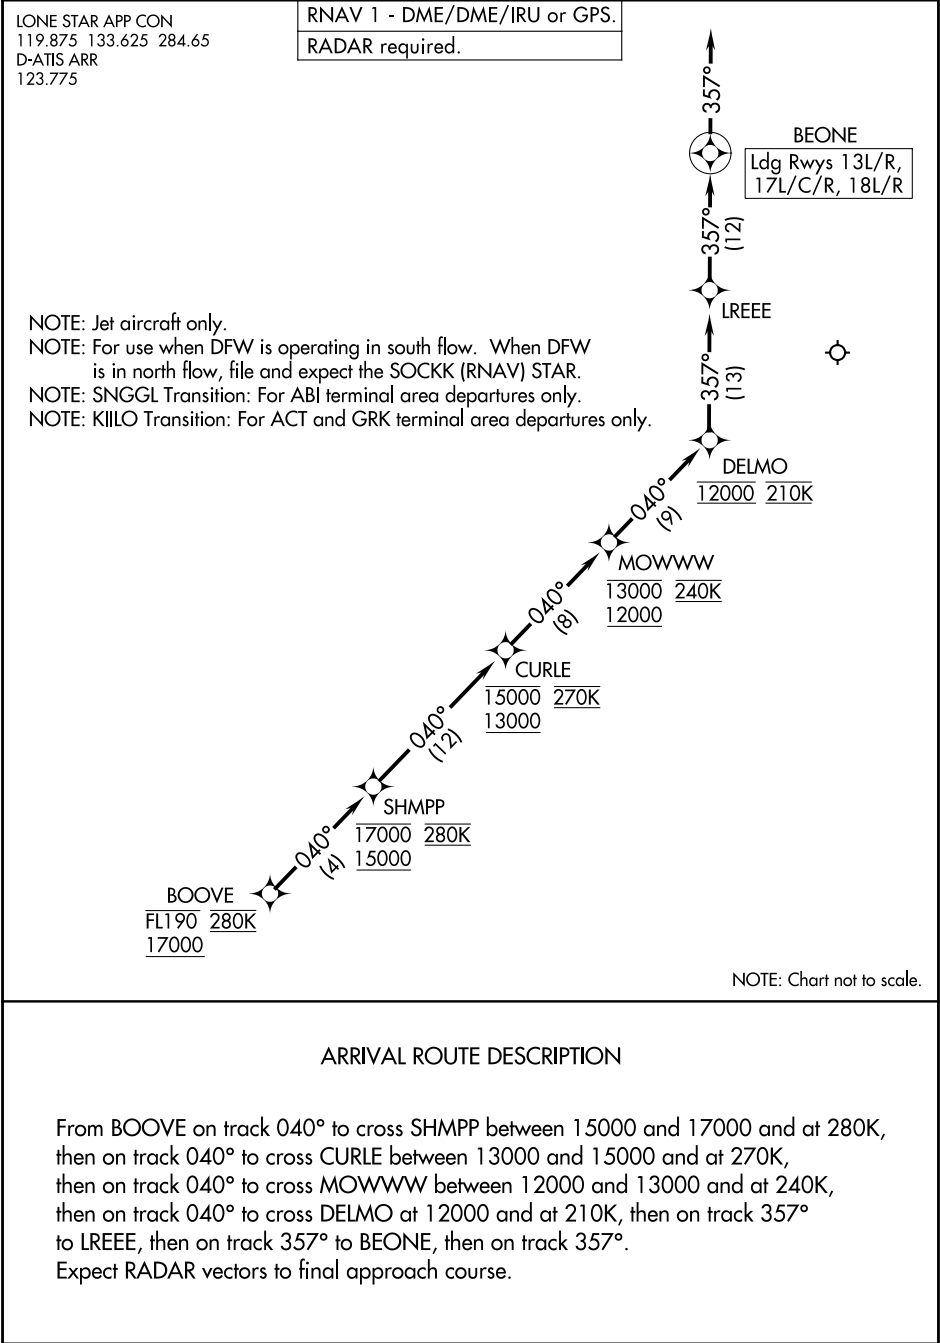 LONE STAR APP CON
119.875 133.625 284.65
D-ATIS ARR
123.775
RNAV 1 - DME/DME/IRU or GPS.
RADAR required.
357°
BEONE
Ldg Rwys 13L/R,
17L/C/R, 18L/R
357°
(12)
LREEE
NOTE: Jet aircraft only.
NOTE: For use when DFW is operating in south flow. When DFW
is in north flow, file and expect the SOCKK (RNAV) STAR.
NOTE: SNGGL Transition: For ABI terminal area departures only.
NOTE: KIILO Transition: For ACT and GRK terminal area departures only.
357°
(13)
DELMO
12000 210K
040°
(9)
MOWWW
13000 240K
12000
040°
(8)
CURLE
15000 270K
13000
040°
(12)
SHMPP
17000 280K
15000
040°
(4)
BOOVE
FL190 280K
17000
NOTE: Chart not to scale.
ARRIVAL ROUTE DESCRIPTION
From BOOVE on track 040° to cross SHMPP between 15000 and 17000 and at 280K,
then on track 040° to cross CURLE between 13000 and 15000 and at 270K,
then on track 040° to cross MOWWW between 12000 and 13000 and at 240K,
then on track 040° to cross DELMO at 12000 and at 210K, then on track 357°
to LREEE, then on track 357° to BEONE, then on track 357°.
Expect RADAR vectors to final approach course.